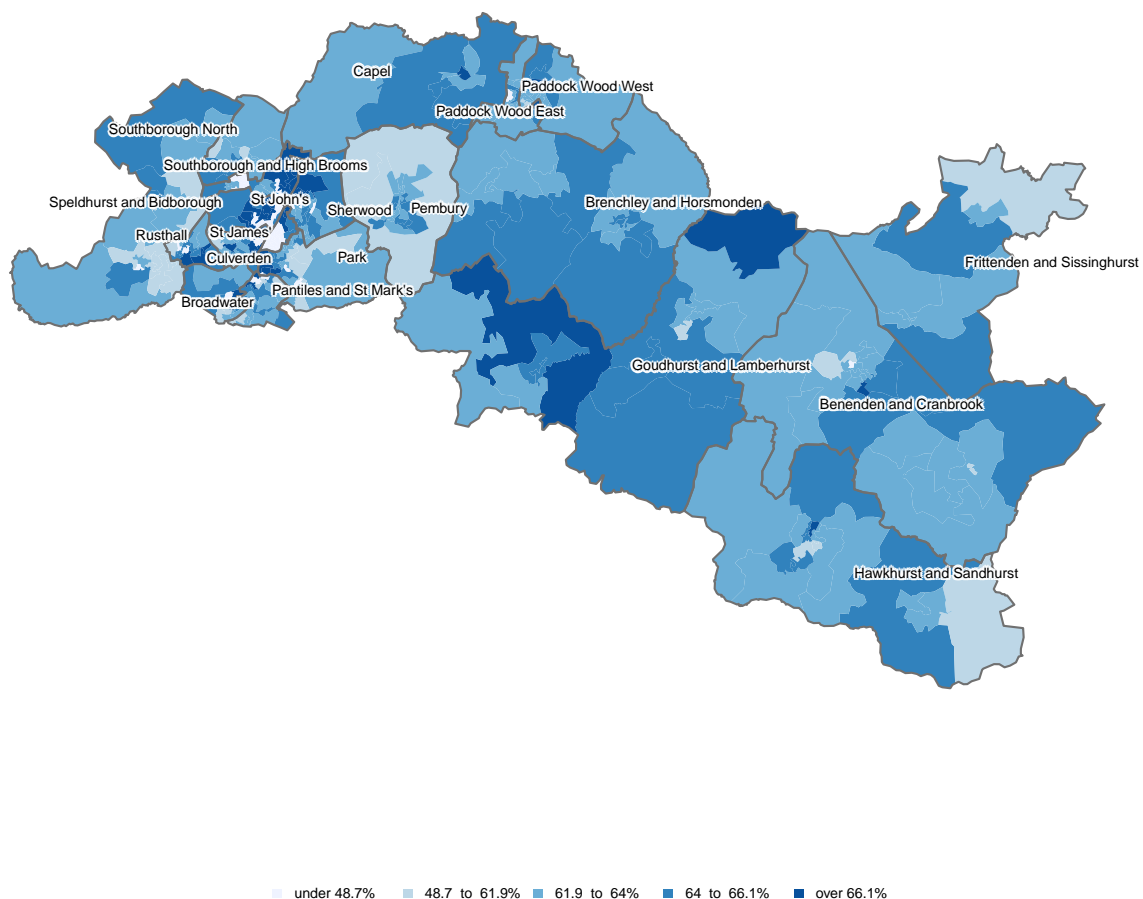 Capel
Paddock Wood West
Paddock Wood East
Southborough North
Southborough and High Brooms
Speldhurst and Bidborough
St John's
Sherwood
Pembury
Brenchley and Horsmonden
Rusthall
St James'
Culverden
Park
Frittenden and Sissinghurst
Pantiles and St Mark's
Broadwater
Goudhurst and Lamberhurst
Benenden and Cranbrook
Hawkhurst and Sandhurst
under 48.7% 48.7 to 61.9% 61.9 to 64% 64 to 66.1% over 66.1%